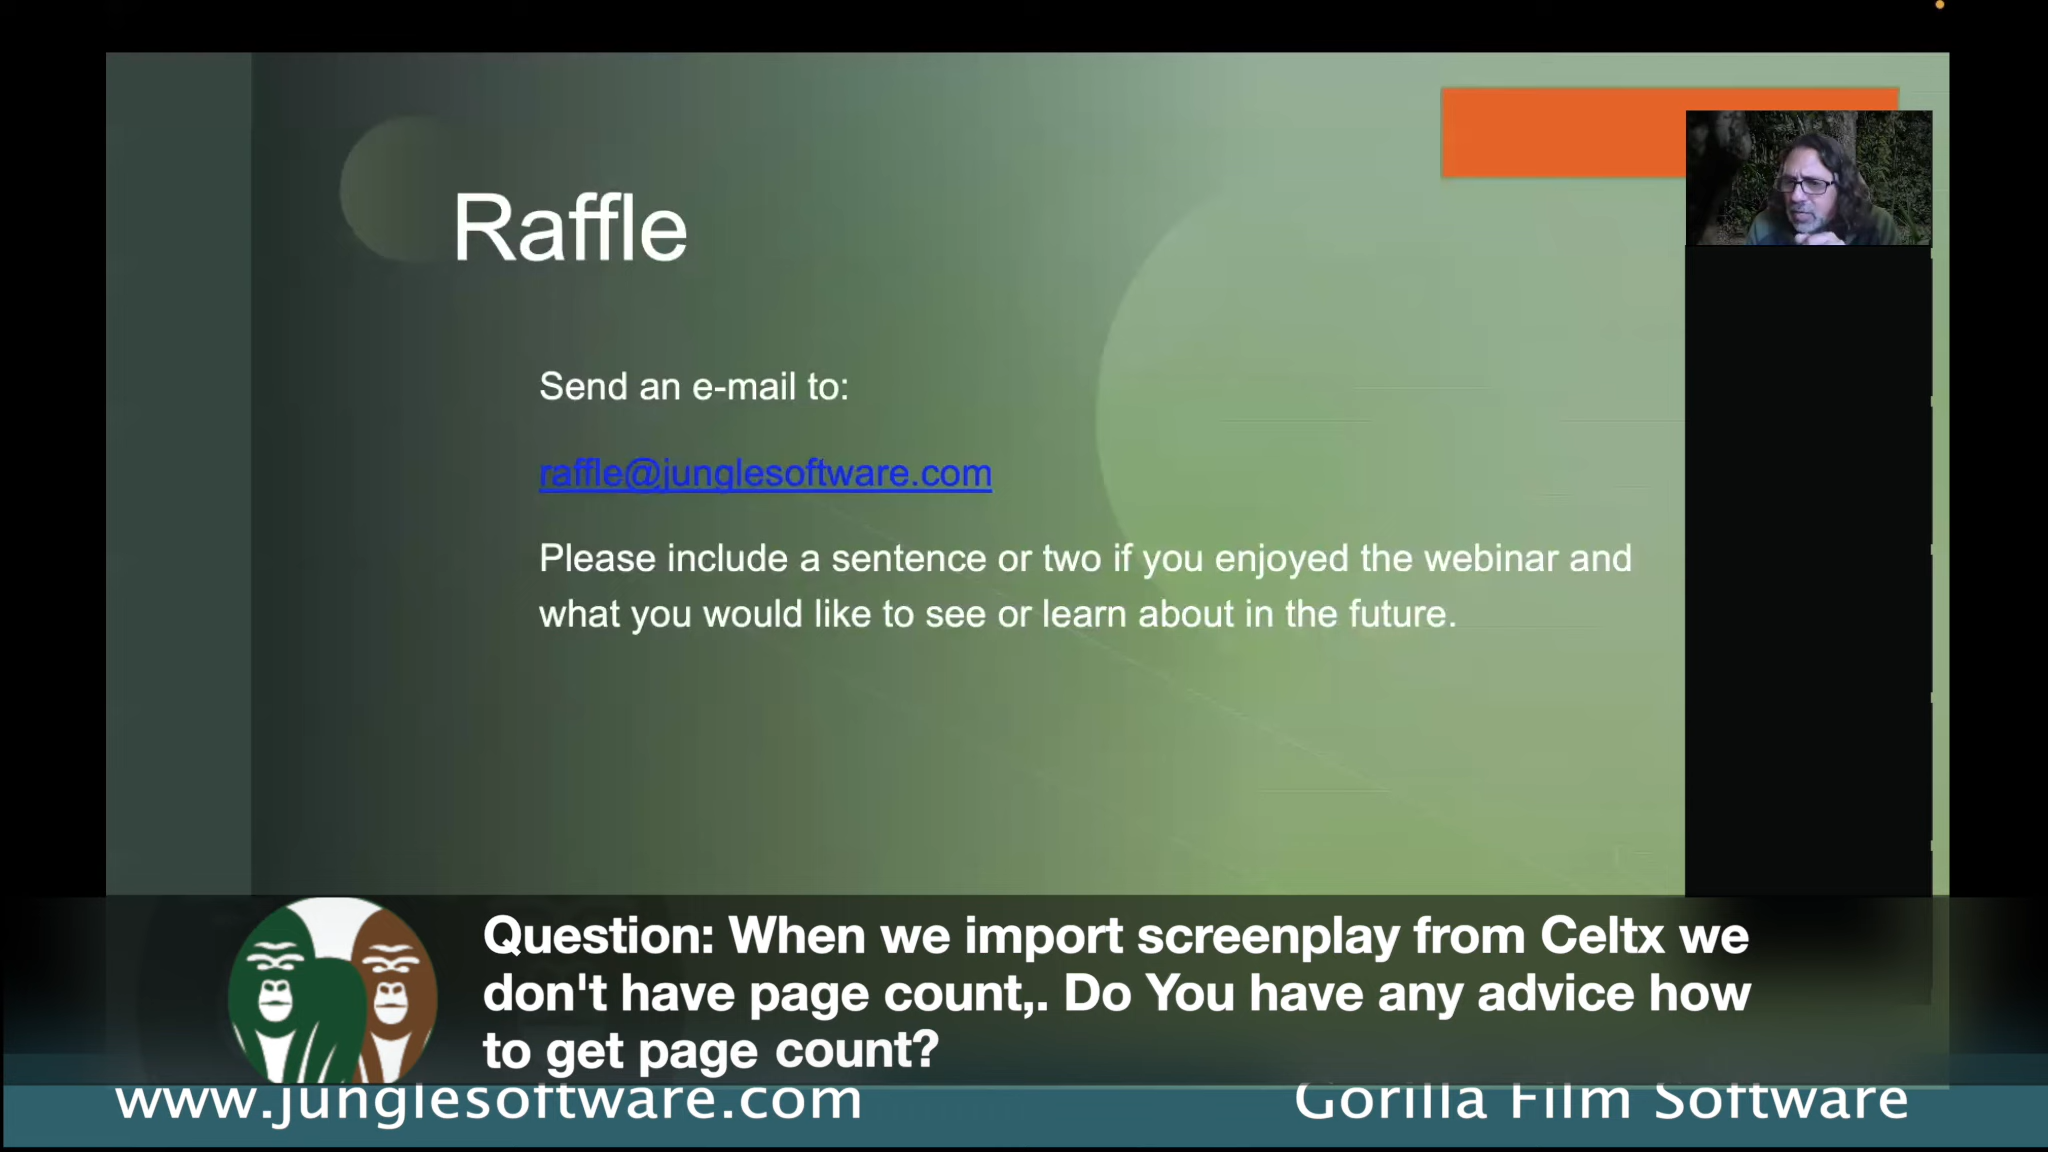 Raffle
Send an e-mail to:
raffle@junglesoftware.com
Please include a sentence or two if you enjoyed the webinar and
what you would like to see or learn about in the future.
Question: When we import screenplay from Celtx we
don't have page count,. Do You have any advice how
to get page count?
www.junglesoftware.com
Gorilla Film Software